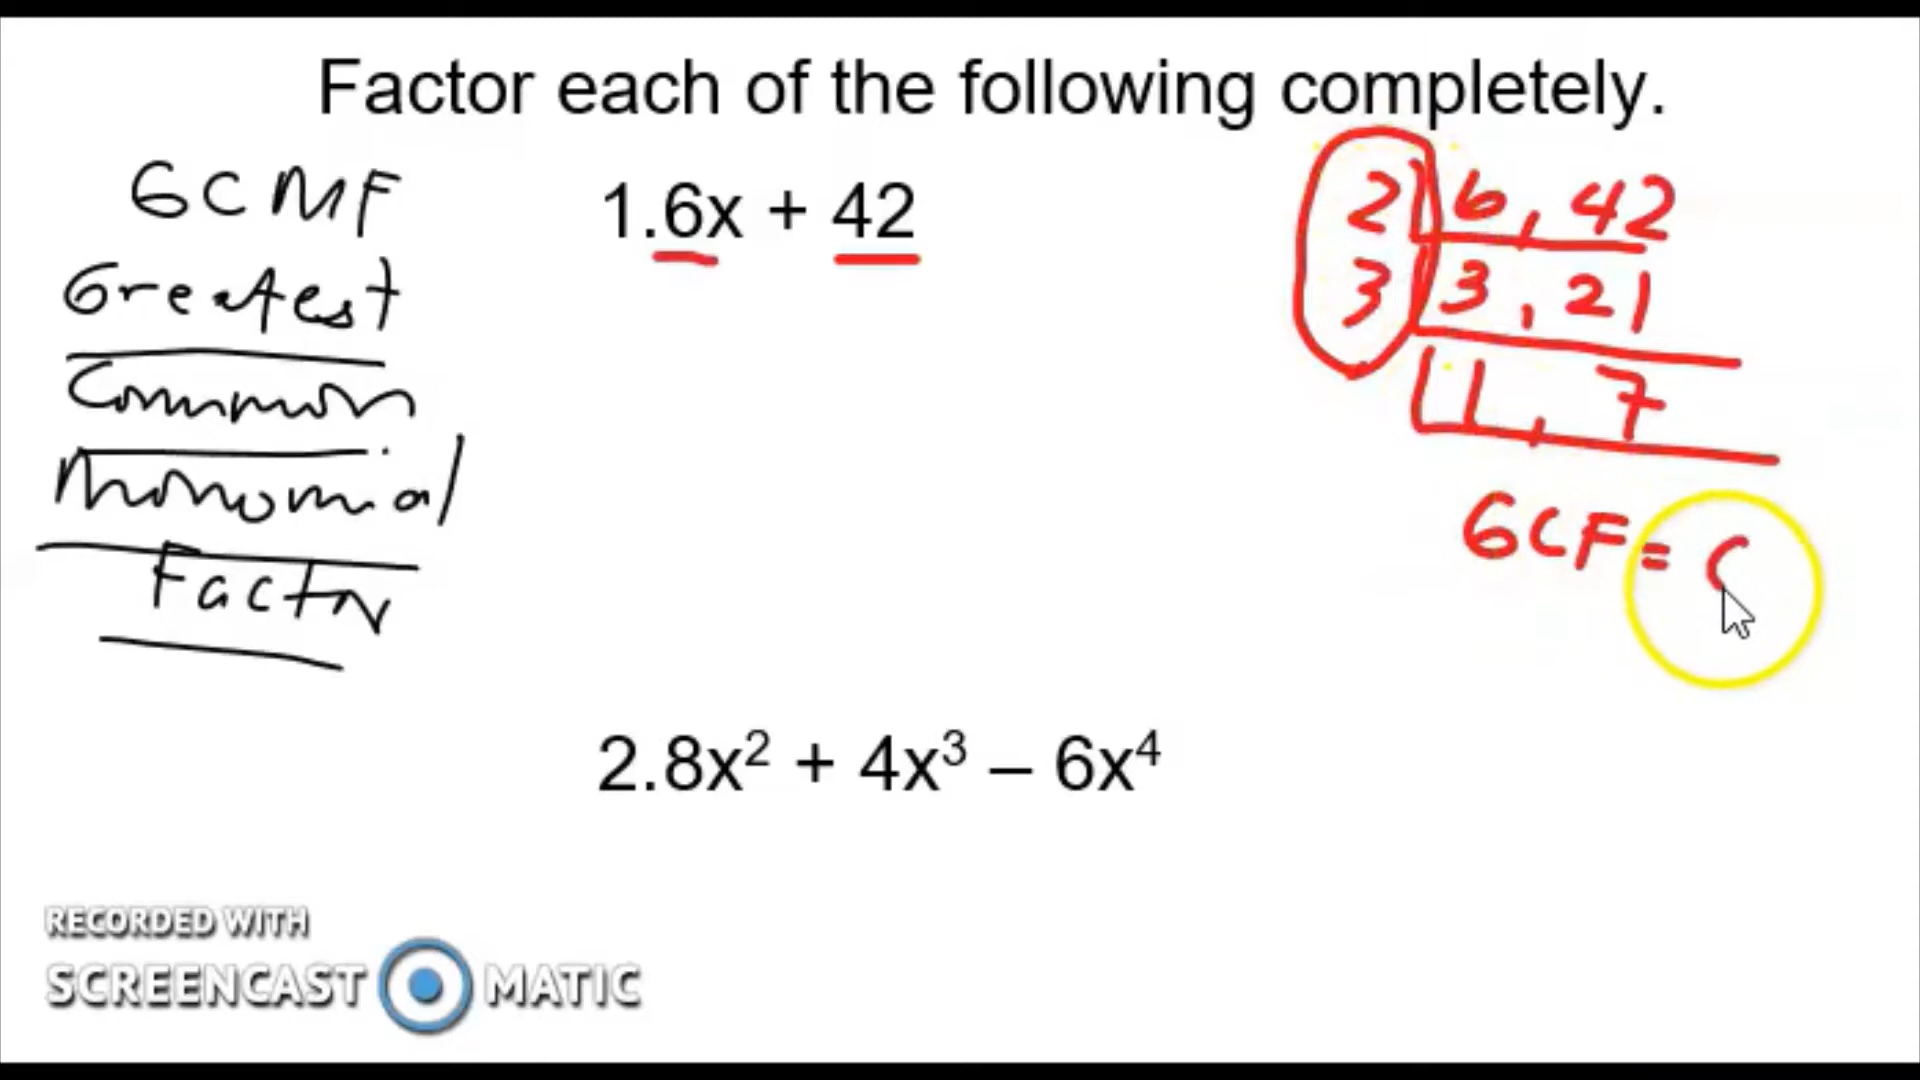 Factor each of the following completely.
GCMF
Greatest
Common
Monomial
Factor
1.6x + 42
2 6, 42
3 3, 21
1, 7
GCF=
2.8x² + 4x³ – 6x⁴
RECORDED WITH
SCREENCAST MATIC